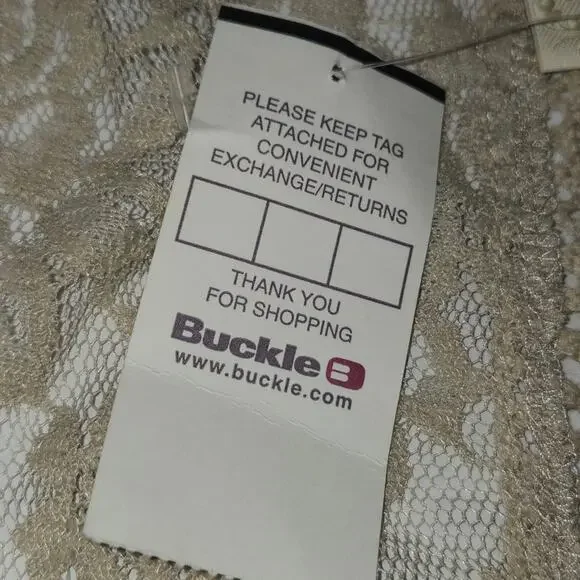 PLEASE KEEP TAG
ATTACHED FOR
CONVENIENT
EXCHANGE/RETURNS
THANK YOU
FOR SHOPPING
Buckle B
www.buckle.com